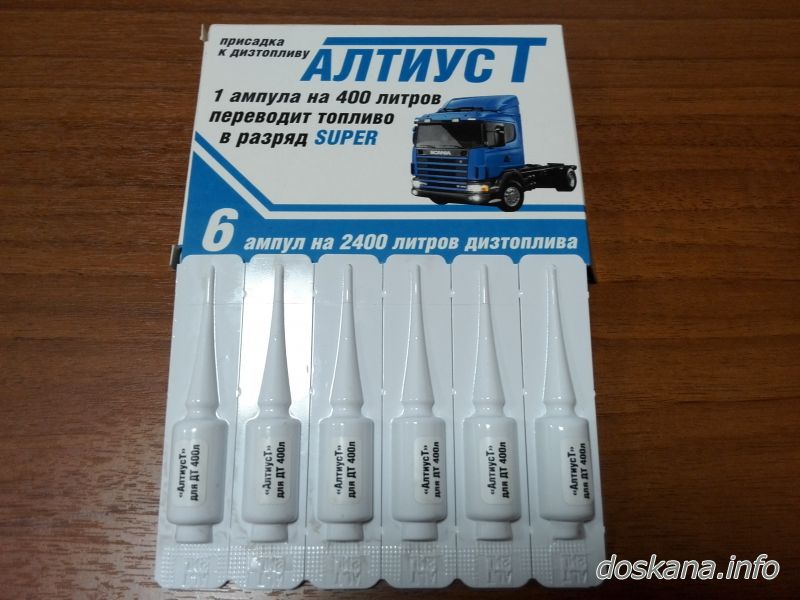 присадка
к дизтопливу
АЛТИУС Т
1 ампула на 400 литров
переводит топливо
в разряд SUPER
SCANIA
6 ампул на 2400 литров дизтоплива
«АлтиусТ»
для ДТ 400л
«АлтиусТ»
для ДТ 400л
«АлтиусТ»
для ДТ 400л
«АлтиусТ»
для ДТ 400л
«АлтиусТ»
для ДТ 400л
«АлтиусТ»
для ДТ 400л
doskana.info